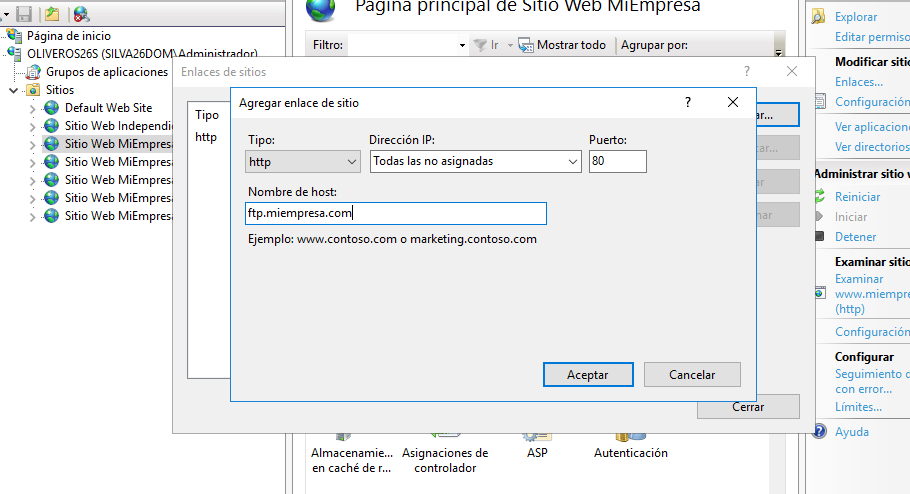 Página principal de Sitio Web MiEmpresa
Filtro:
Ir
Mostrar todo
Agrupar por:
Página de inicio
OLIVEROS26S (SILVA26DOM\Administrador)
Grupos de aplicaciones
Sitios
Default Web Site
Sitio Web Independi
Sitio Web MiEmpresa
Sitio Web MiEmpresa
Sitio Web MiEmpresa
Sitio Web MiEmpresa
Sitio Web MiEmpresa
Enlaces de sitios
?
Tipo
http
Agregar enlace de sitio
?
Tipo:
Dirección IP:
Puerto:
http
Todas las no asignadas
80
Nombre de host:
ftp.miempresa.com
Ejemplo: www.contoso.com o marketing.contoso.com
Aceptar
Cancelar
ar...
ar...
ar
nar
Cerrar
Almacenamie...
en caché de r...
Asignaciones de
controlador
ASP
Autenticación
Explorar
Editar permiso
Modificar sitio
Enlaces...
Configuración
Ver aplicacione
Ver directorios
Administrar sitio w
Reiniciar
Iniciar
Detener
Examinar sitio
Examinar
www.miempre
(http)
Configuración
Configurar
Seguimiento d
con error...
Límites...
Ayuda